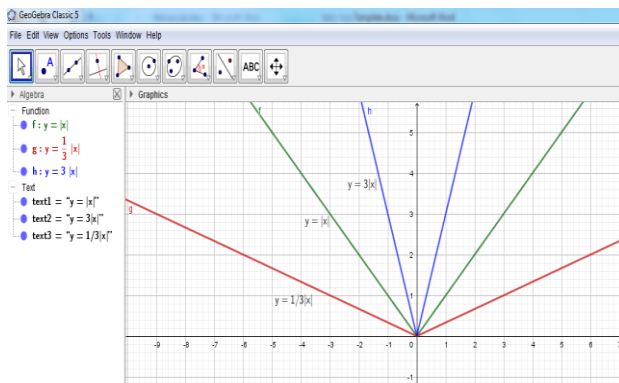 GeoGebra Classic 5
File Edit View Options Tools Window Help
A ABC
Algebra Graphics
Function
f : y = |x|
g : y = 1/3 |x|
h : y = 3 |x|
Text
text1 = "y = |x|"
text2 = "y = 3|x|"
text3 = "y = 1/3|x|"
f
h
g
y = 3|x|
y = |x|
y = 1/3|x|
5
4
3
2
1
-9 -8 -7 -6 -5 -4 -3 -2 -1 0 1 2 3 4 5 6 7
-1